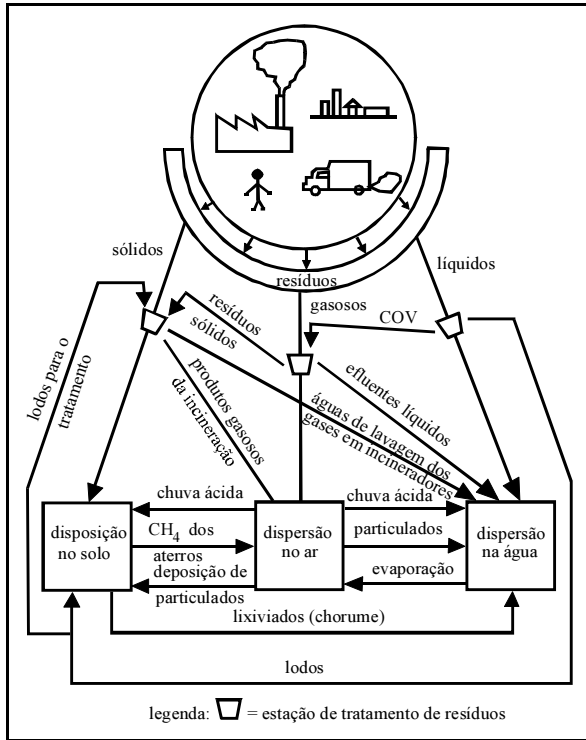 resíduos
sólidos
líquidos
gasosos
COV
resíduos
sólidos
lodos para o
tratamento
produtos gasosos
da incineração
efluentes líquidos
águas de lavagem dos
gases em incineradores
disposição
no solo
dispersão
no ar
dispersão
na água
chuva ácida
CH4 dos
aterros
deposição de
particulados
chuva ácida
particulados
evaporação
lixiviados (chorume)
lodos
legenda: = estação de tratamento de resíduos